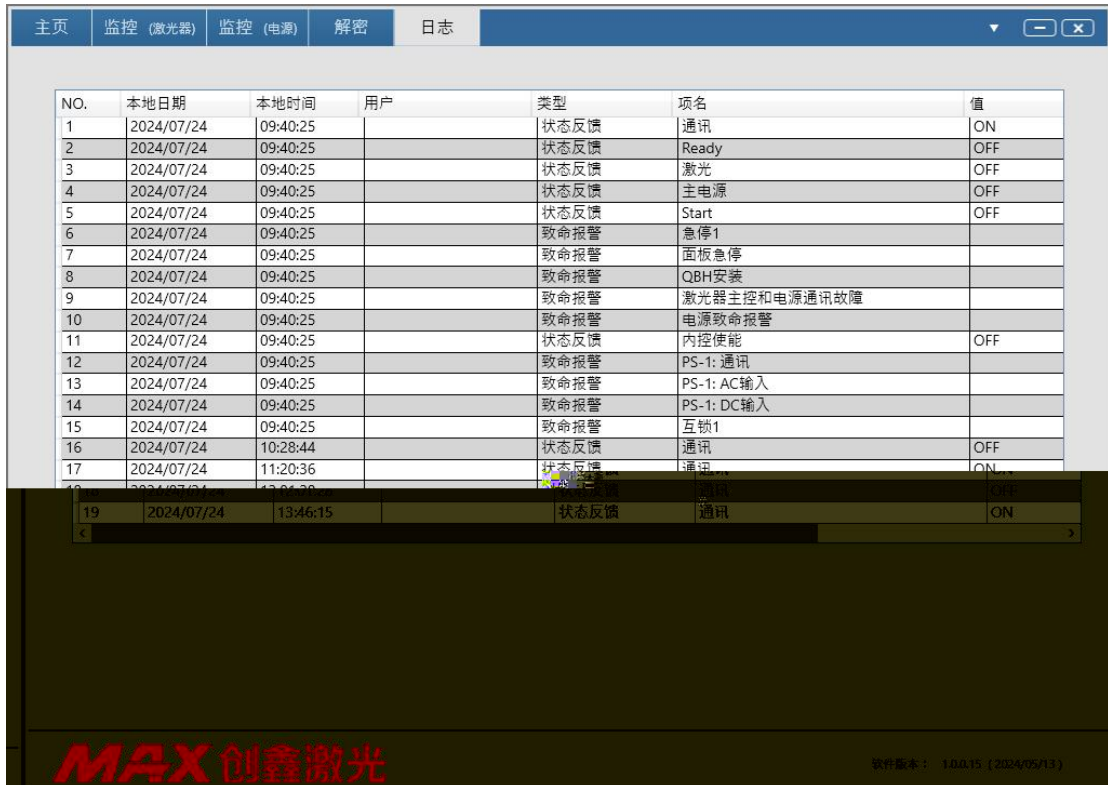 主页 监控 (激光器) 监控 (电源) 解密 日志
NO. 本地日期 本地时间 用户 类型 项名 值
1 2024/07/24 09:40:25 状态反馈 通讯 ON
2 2024/07/24 09:40:25 状态反馈 Ready OFF
3 2024/07/24 09:40:25 状态反馈 激光 OFF
4 2024/07/24 09:40:25 状态反馈 主电源 OFF
5 2024/07/24 09:40:25 状态反馈 Start OFF
6 2024/07/24 09:40:25 致命报警 急停1
7 2024/07/24 09:40:25 致命报警 面板急停
8 2024/07/24 09:40:25 致命报警 QBH安装
9 2024/07/24 09:40:25 致命报警 激光器主控和电源通讯故障
10 2024/07/24 09:40:25 致命报警 电源致命报警
11 2024/07/24 09:40:25 状态反馈 内控使能 OFF
12 2024/07/24 09:40:25 致命报警 PS-1: 通讯
13 2024/07/24 09:40:25 致命报警 PS-1: AC输入
14 2024/07/24 09:40:25 致命报警 PS-1: DC输入
15 2024/07/24 09:40:25 致命报警 互锁1
16 2024/07/24 10:28:44 状态反馈 通讯 OFF
17 2024/07/24 11:20:36 状态反馈 通讯 ON
18 2024/07/24 状态反馈 通讯 OFF
19 2024/07/24 13:46:15 状态反馈 通讯 ON
MAX 创鑫激光
软件版本： 1.0.0.15 ( 2024/05/13 )